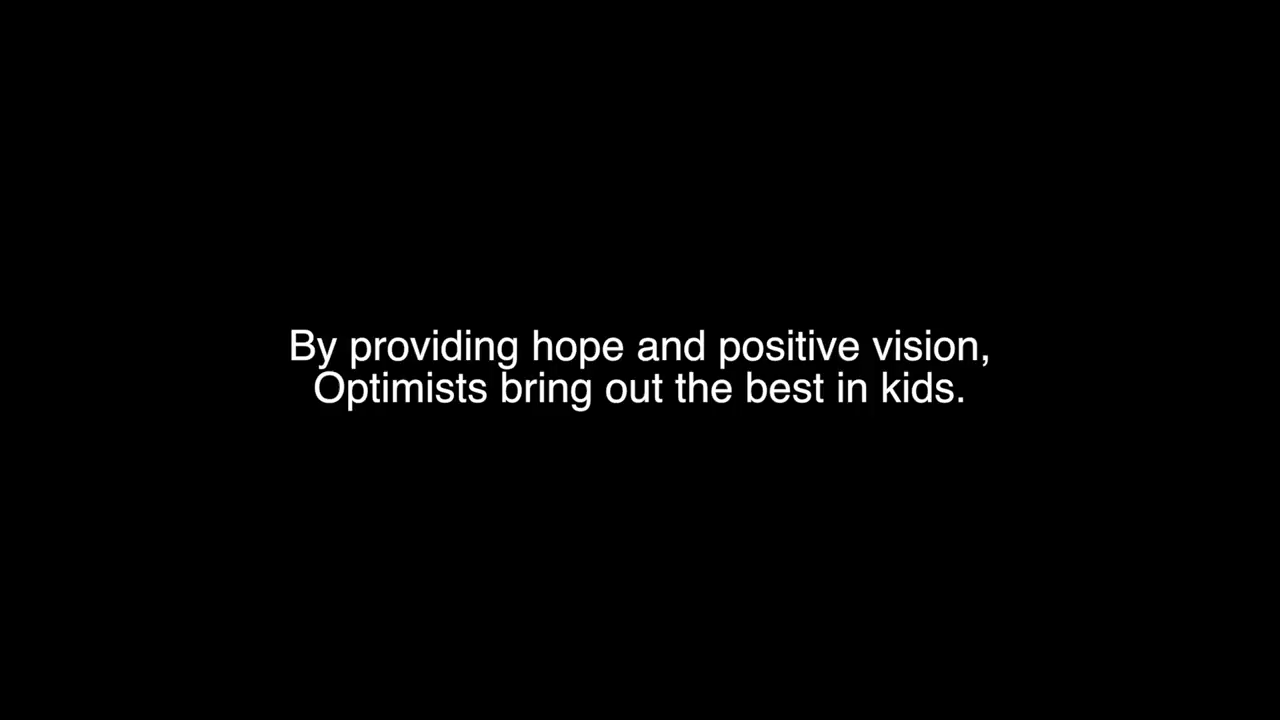 By providing hope and positive vision,
Optimists bring out the best in kids.